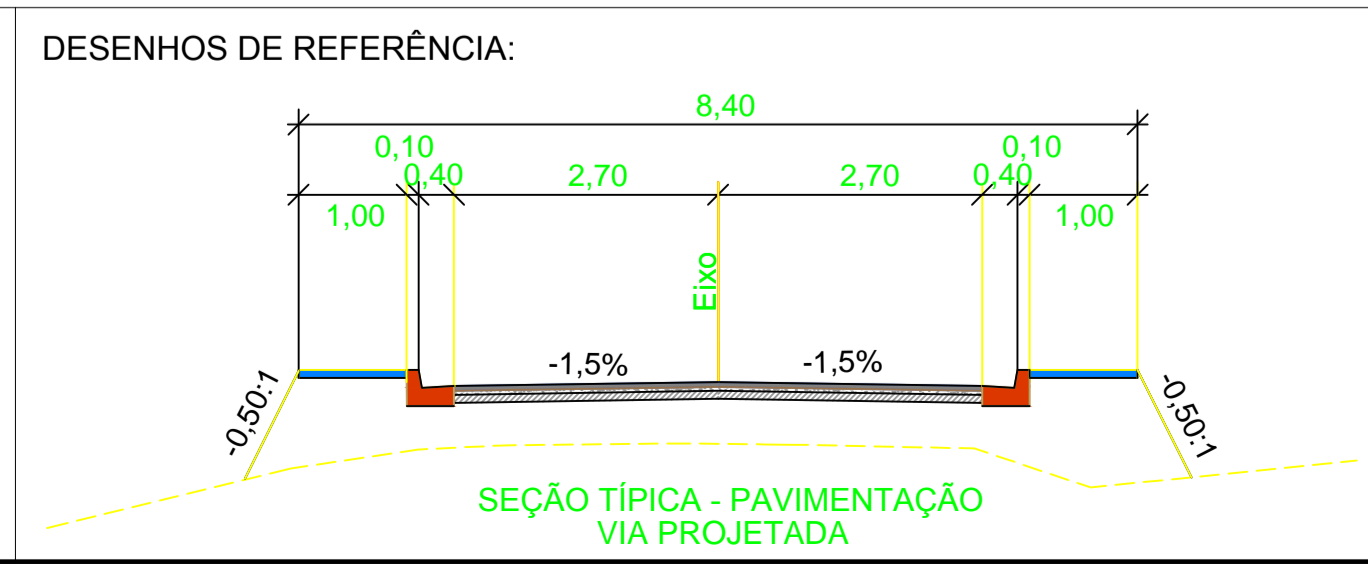 DESENHOS DE REFERÊNCIA:
8,40
0,10 0,10
0,40 2,70 2,70 0,40
1,00 1,00
Eixo
-1,5% -1,5%
-0,50:1 -0,50:1
SEÇÃO TÍPICA - PAVIMENTAÇÃO
VIA PROJETADA